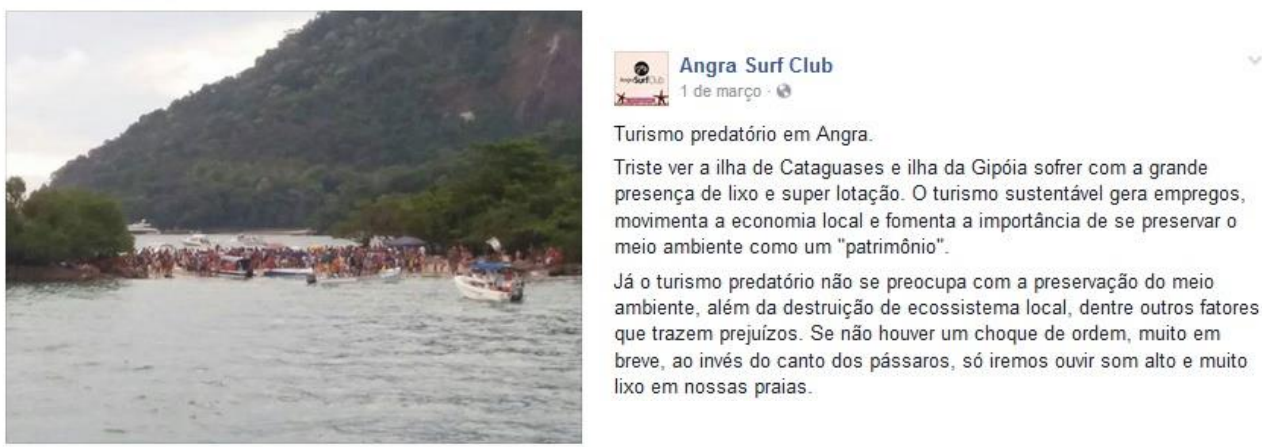 Angra Surf Club
1 de março
Turismo predatório em Angra.
Triste ver a ilha de Cataguases e ilha da Gipóia sofrer com a grande
presença de lixo e super lotação. O turismo sustentável gera empregos,
movimenta a economia local e fomenta a importância de se preservar o
meio ambiente como um "patrimônio".
Já o turismo predatório não se preocupa com a preservação do meio
ambiente, além da destruição de ecossistema local, dentre outros fatores
que trazem prejuízos. Se não houver um choque de ordem, muito em
breve, ao invés do canto dos pássaros, só iremos ouvir som alto e muito
lixo em nossas praias.